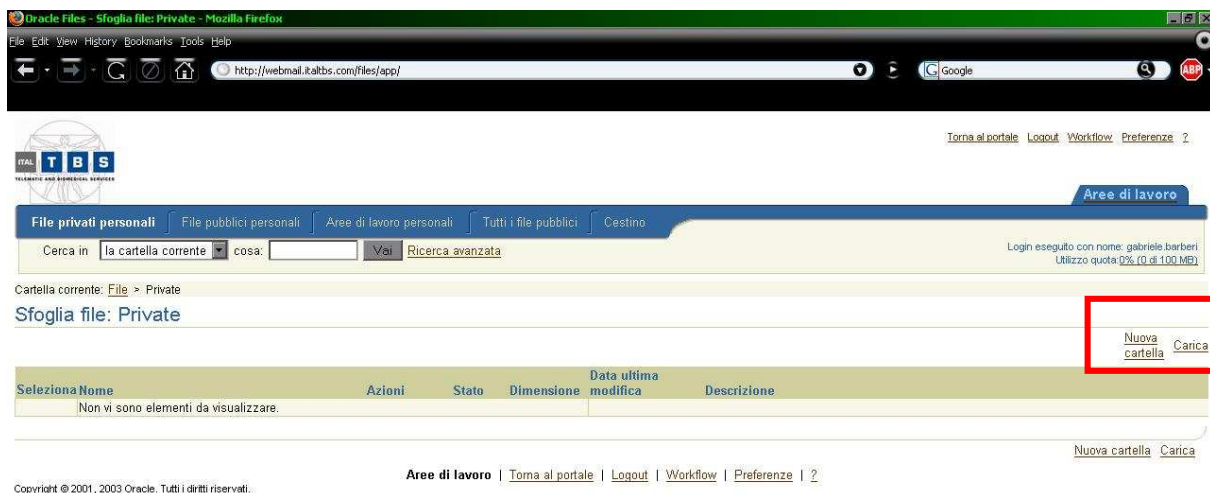 Oracle Files - Sfoglia file: Private - Mozilla Firefox
File Edit View History Bookmarks Tools Help
http://webmail.italtbs.com/files/app/
G Google
ABP
ITAL T B S
TELEMATIC AND BIOMEDICAL SERVICES
Torna al portale Logout Workflow Preferenze ?
Aree di lavoro
File privati personali File pubblici personali Aree di lavoro personali Tutti i file pubblici Cestino
Cerca in la cartella corrente cosa: Vai Ricerca avanzata
Login eseguito con nome: gabriele.barberi
Utilizzo quota:0% (0 di 100 MB)
Cartella corrente: File > Private
Sfoglia file: Private
Nuova cartella Carica
Seleziona Nome Azioni Stato Dimensione Data ultima modifica Descrizione
Non vi sono elementi da visualizzare.
Nuova cartella Carica
Aree di lavoro | Torna al portale | Logout | Workflow | Preferenze | ?
Copyright © 2001, 2003 Oracle. Tutti i diritti riservati.